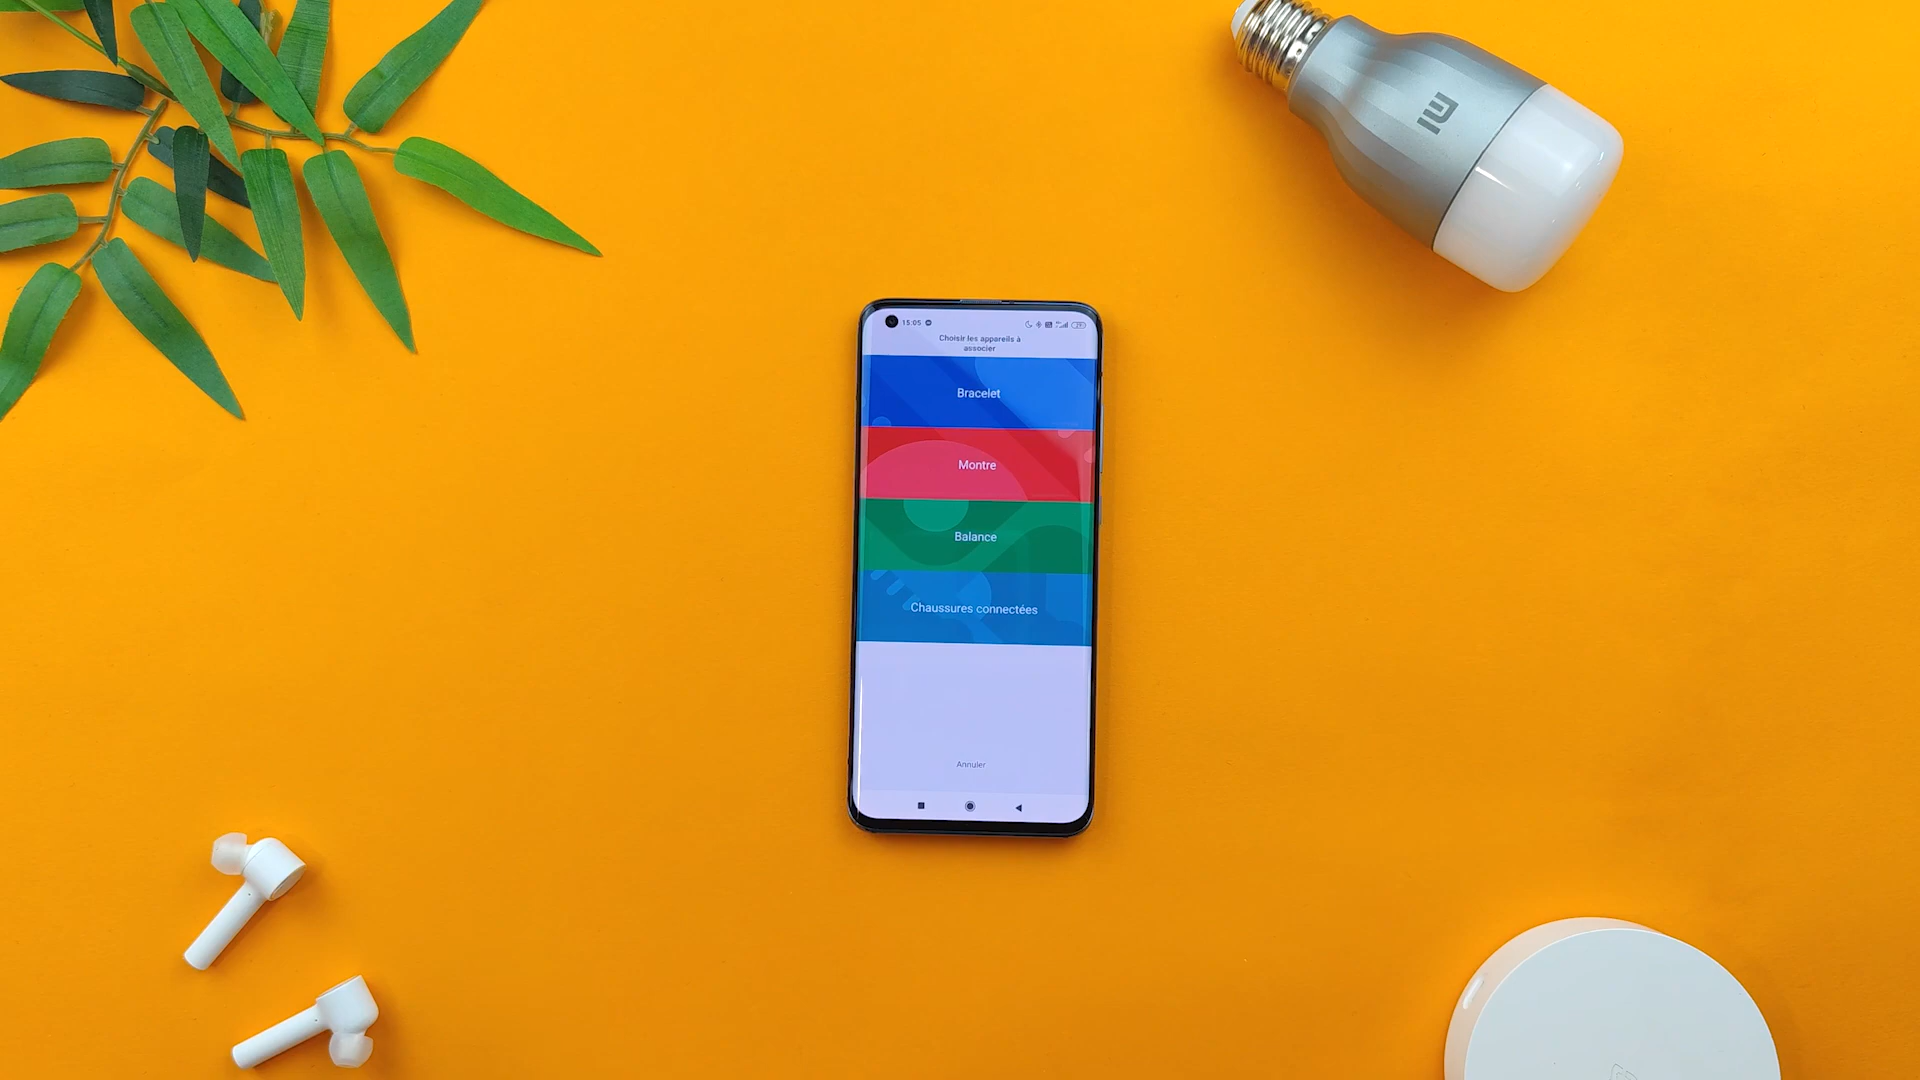 15:05
Choisir les appareils à
associer
Bracelet
Montre
Balance
Chaussures connectées
Annuler